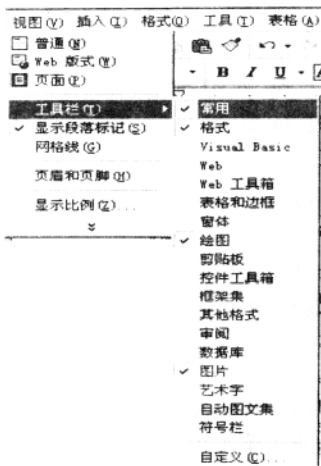 视图(V) 插入(I) 格式(O) 工具(T) 表格(A)
普通(N)
Web 版式(W)
页面(P)
工具栏(T)
显示段落标记(S)
网格线(G)
页眉和页脚(H)
显示比例(Z)...
B I U A
常用
格式
Visual Basic
Web
Web 工具箱
表格和边框
窗体
绘图
剪贴板
控件工具箱
框架集
其他格式
审阅
数据库
图片
艺术字
自动图文集
符号栏
自定义(C)...